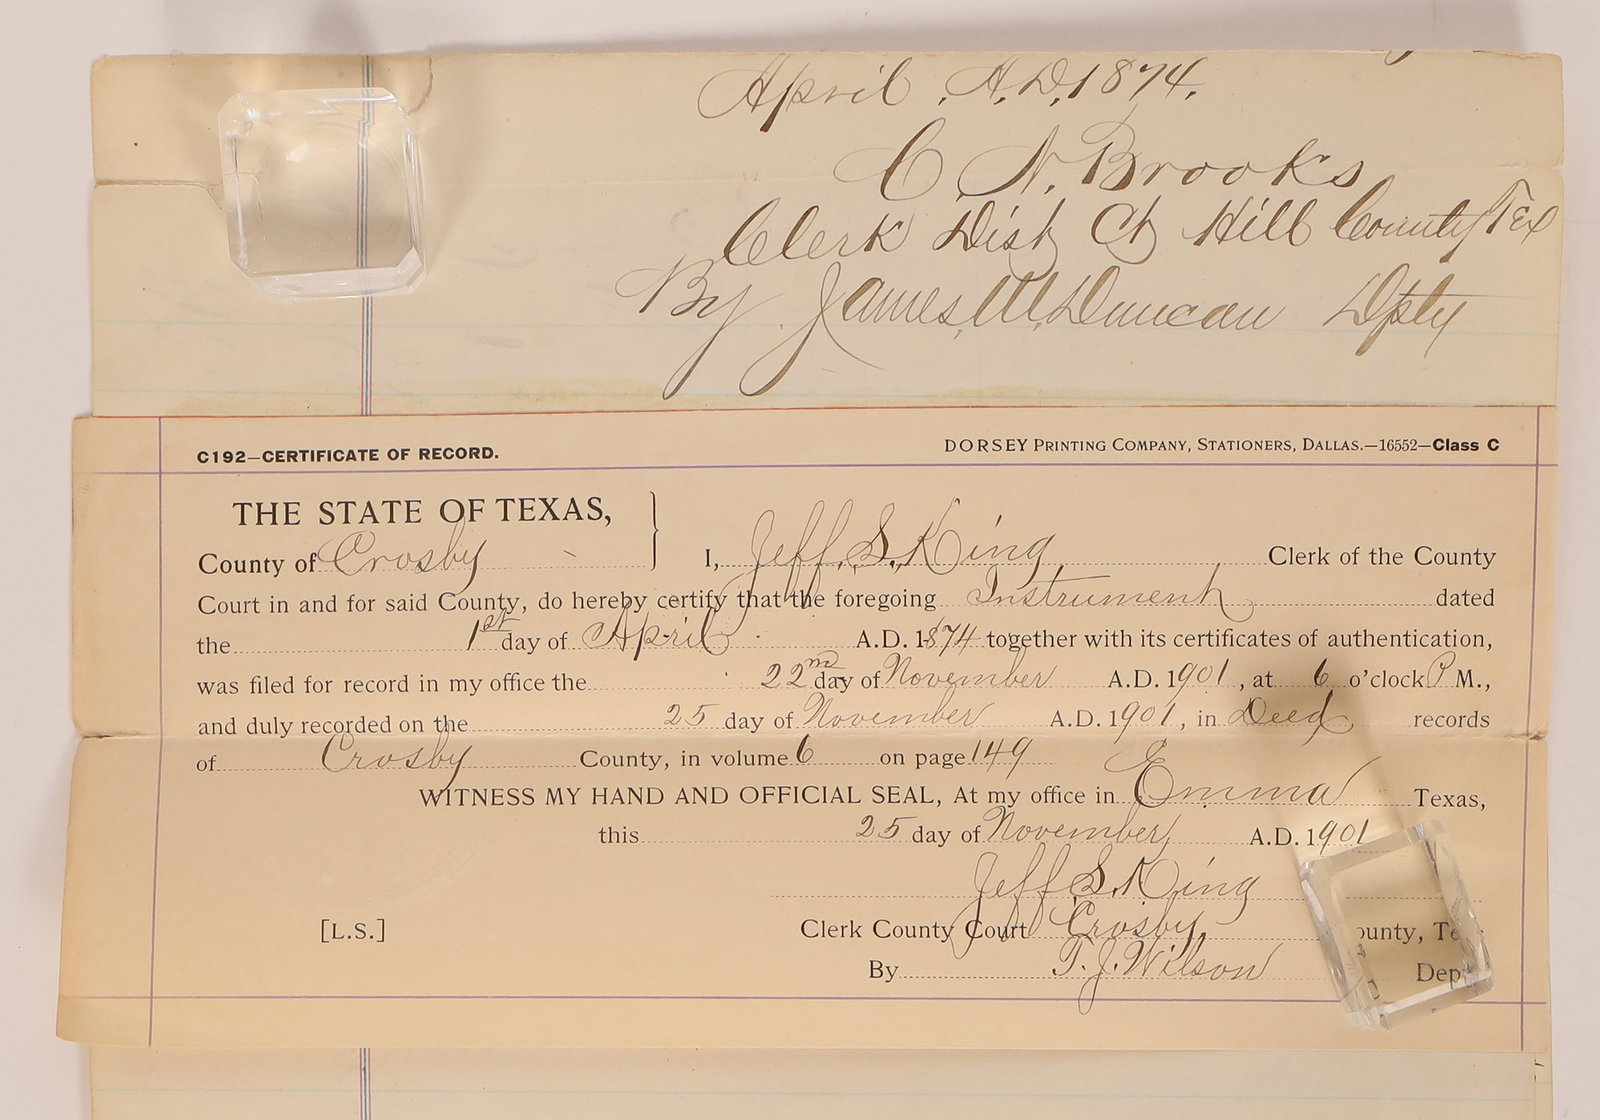 April, A.D. 1874.
C. N. Brooks
Clerk Dist Ct Hill County Tex
By James W. Duncan Dpty
C192—CERTIFICATE OF RECORD. DORSEY PRINTING COMPANY, STATIONERS, DALLAS.—16552—Class C
THE STATE OF TEXAS,
County of Crosby I, Jeff. S. King, Clerk of the County
Court in and for said County, do hereby certify that the foregoing Instrument dated
the 1st day of April A.D. 1874 together with its certificates of authentication,
was filed for record in my office the 22nd day of November A.D. 1901, at 6 o'clock P M.,
and duly recorded on the 25 day of November A.D. 1901, in Deed records
of Crosby County, in volume 6 on page 149
WITNESS MY HAND AND OFFICIAL SEAL, At my office in Emma Texas,
this 25 day of November, A.D. 1901
Jeff. S. King
[L.S.] Clerk County Court Crosby, ounty, Te
By T. J. Wilson Dep